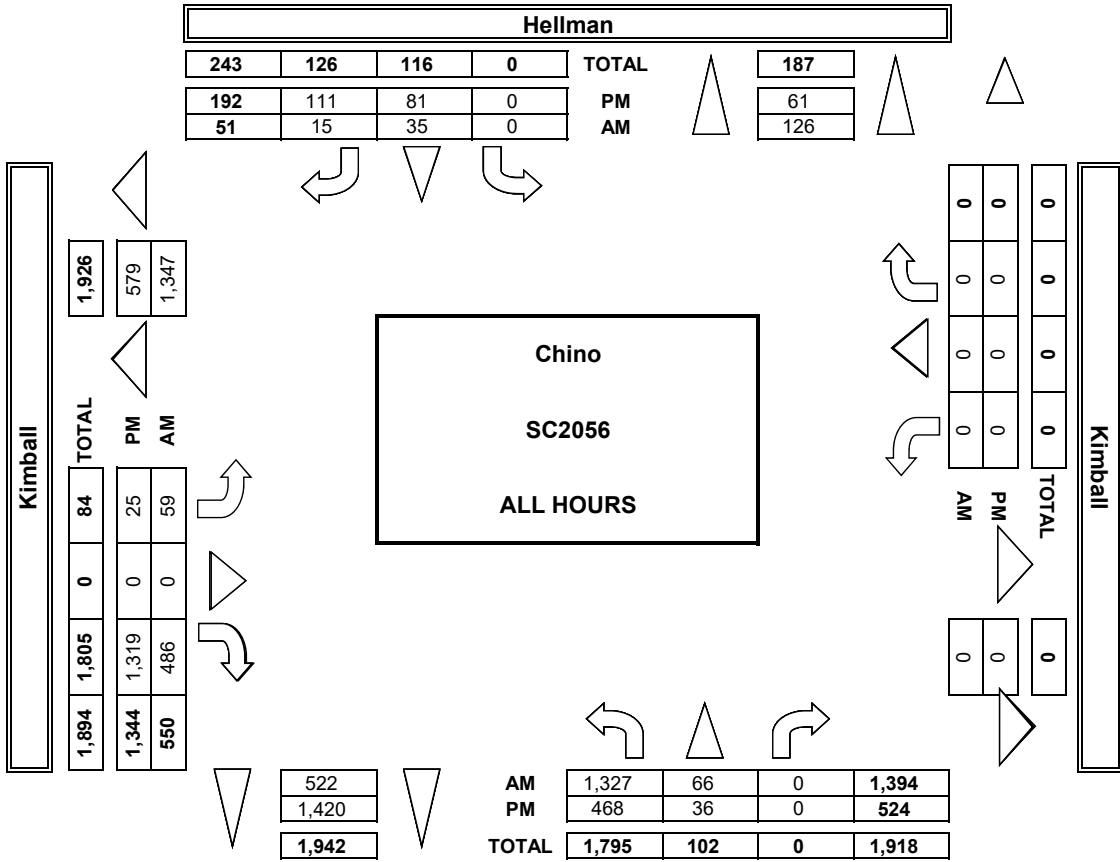 Hellman
243 126 116 0 TOTAL 187
192 111 81 0 PM 61
51 15 35 0 AM 126
Kimball
1,926 579 1,347
TOTAL PM AM
84 25 59
0 0 0
1,805 1,319 486
1,894 1,344 550
Chino
SC2056
ALL HOURS
0 0 0
0 0 0
0 0 0
0 0 0
AM PM TOTAL
0 0 0
Kimball
522 AM 1,327 66 0 1,394
1,420 PM 468 36 0 524
1,942 TOTAL 1,795 102 0 1,918